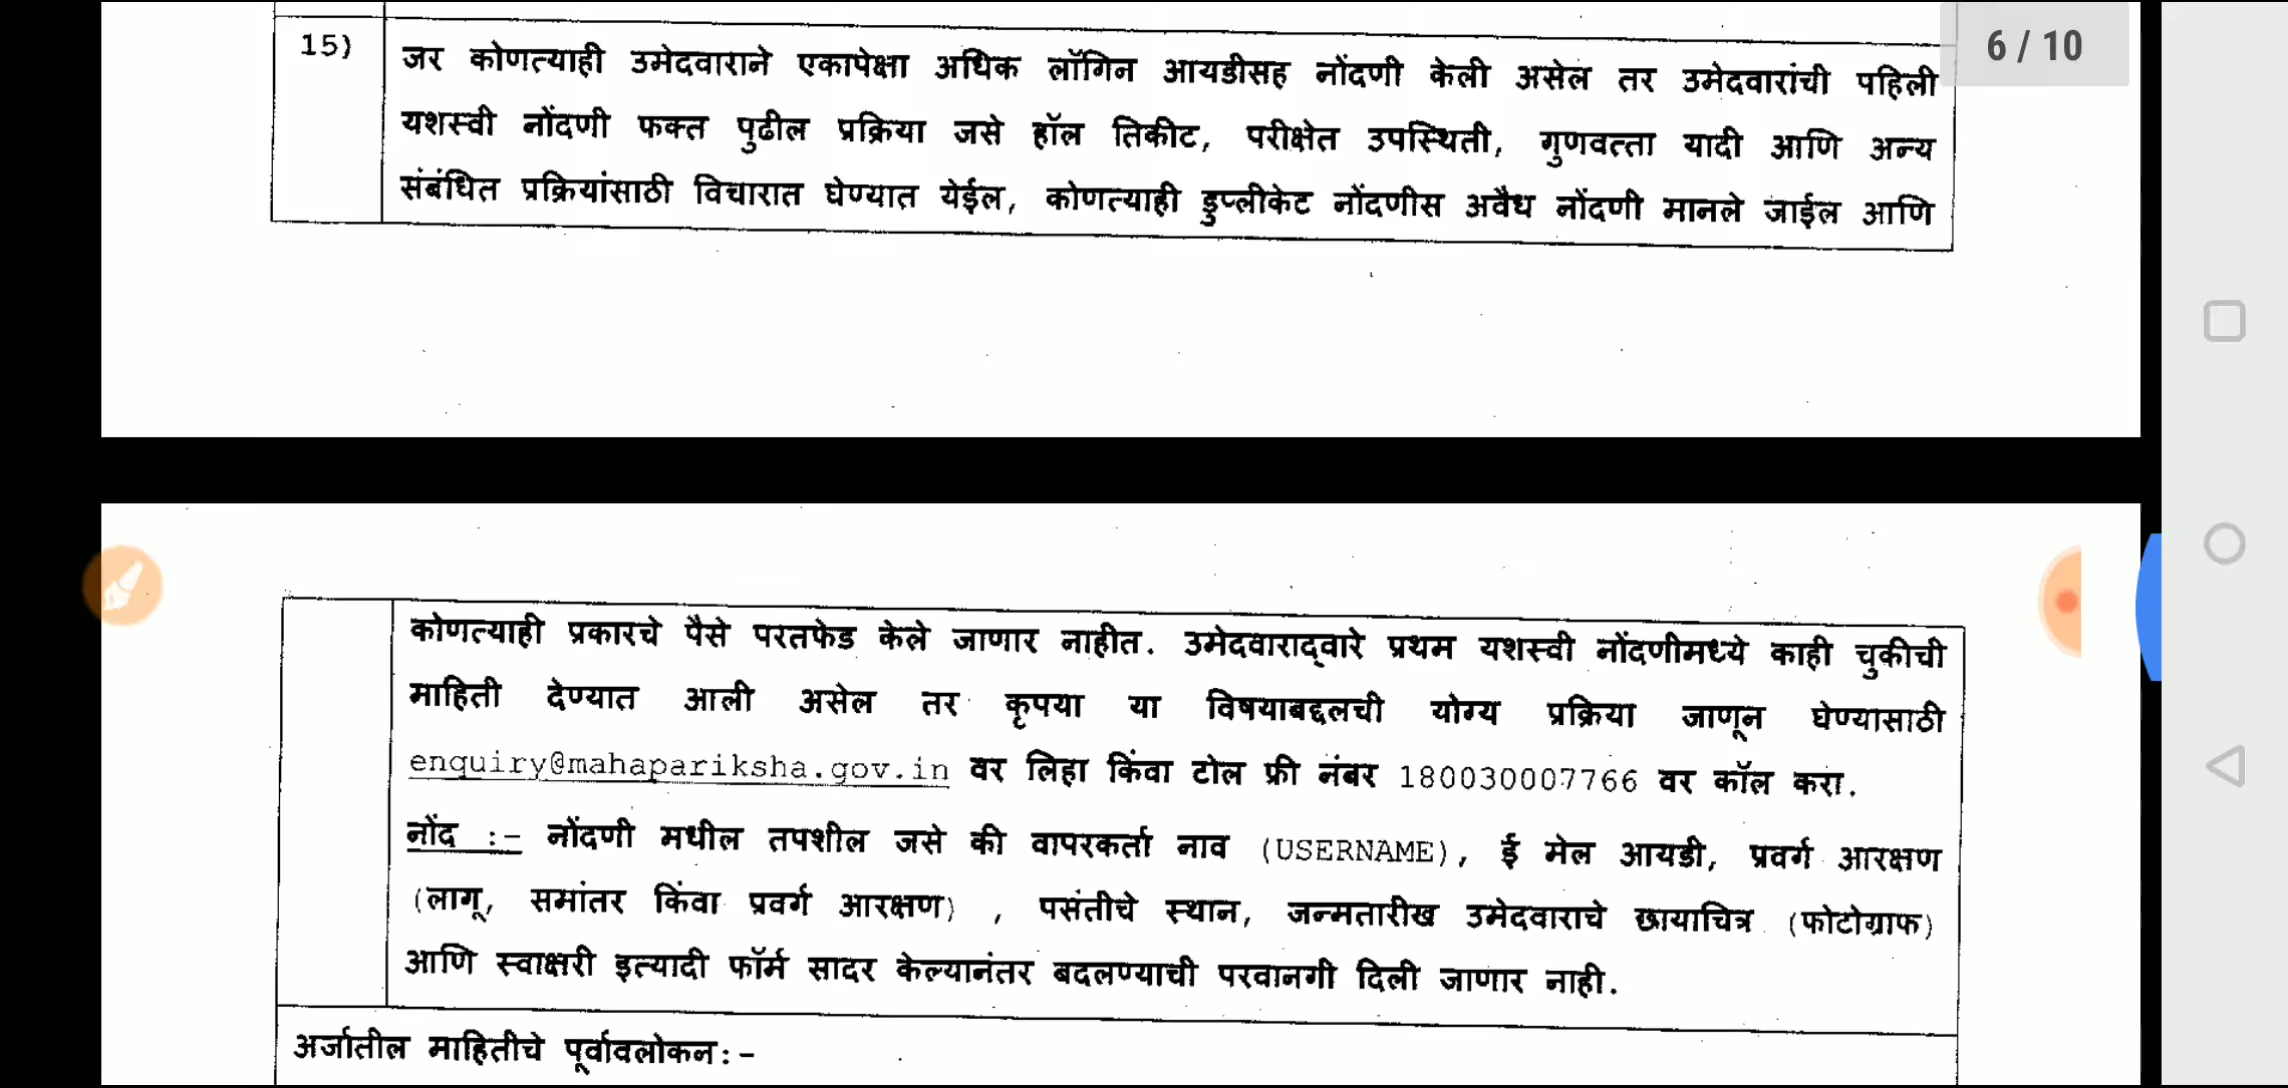 6 / 10
15) जर कोणत्याही उमेदवाराने एकापेक्षा अधिक लॉगिन आयडीसह नोंदणी केली असेल तर उमेदवारांची पहिली
यशस्वी नोंदणी फक्त पुढील प्रक्रिया जसे हॉल तिकीट, परीक्षेत उपस्थिती, गुणवत्ता यादी आणि अन्य
संबंधित प्रक्रियांसाठी विचारात घेण्यात येईल, कोणत्याही डुप्लीकेट नोंदणीस अवैध नोंदणी मानले जाईल आणि
कोणत्याही प्रकारचे पैसे परतफेड केले जाणार नाहीत. उमेदवाराद्वारे प्रथम यशस्वी नोंदणीमध्ये काही चुकीची
माहिती देण्यात आली असेल तर कृपया या विषयाबद्दलची योग्य प्रक्रिया जाणून घेण्यासाठी
enquiry@mahapariksha.gov.in वर लिहा किंवा टोल फ्री नंबर 180030007766 वर कॉल करा.
नोंद :- नोंदणी मधील तपशील जसे की वापरकर्ता नाव (USERNAME), ई मेल आयडी, प्रवर्ग आरक्षण
(लागू, समांतर किंवा प्रवर्ग आरक्षण) , पसंतीचे स्थान, जन्मतारीख उमेदवाराचे छायाचित्र (फोटोग्राफ)
आणि स्वाक्षरी इत्यादी फॉर्म सादर केल्यानंतर बदलण्याची परवानगी दिली जाणार नाही.
अर्जातील माहितीचे पूर्वावलोकन:-